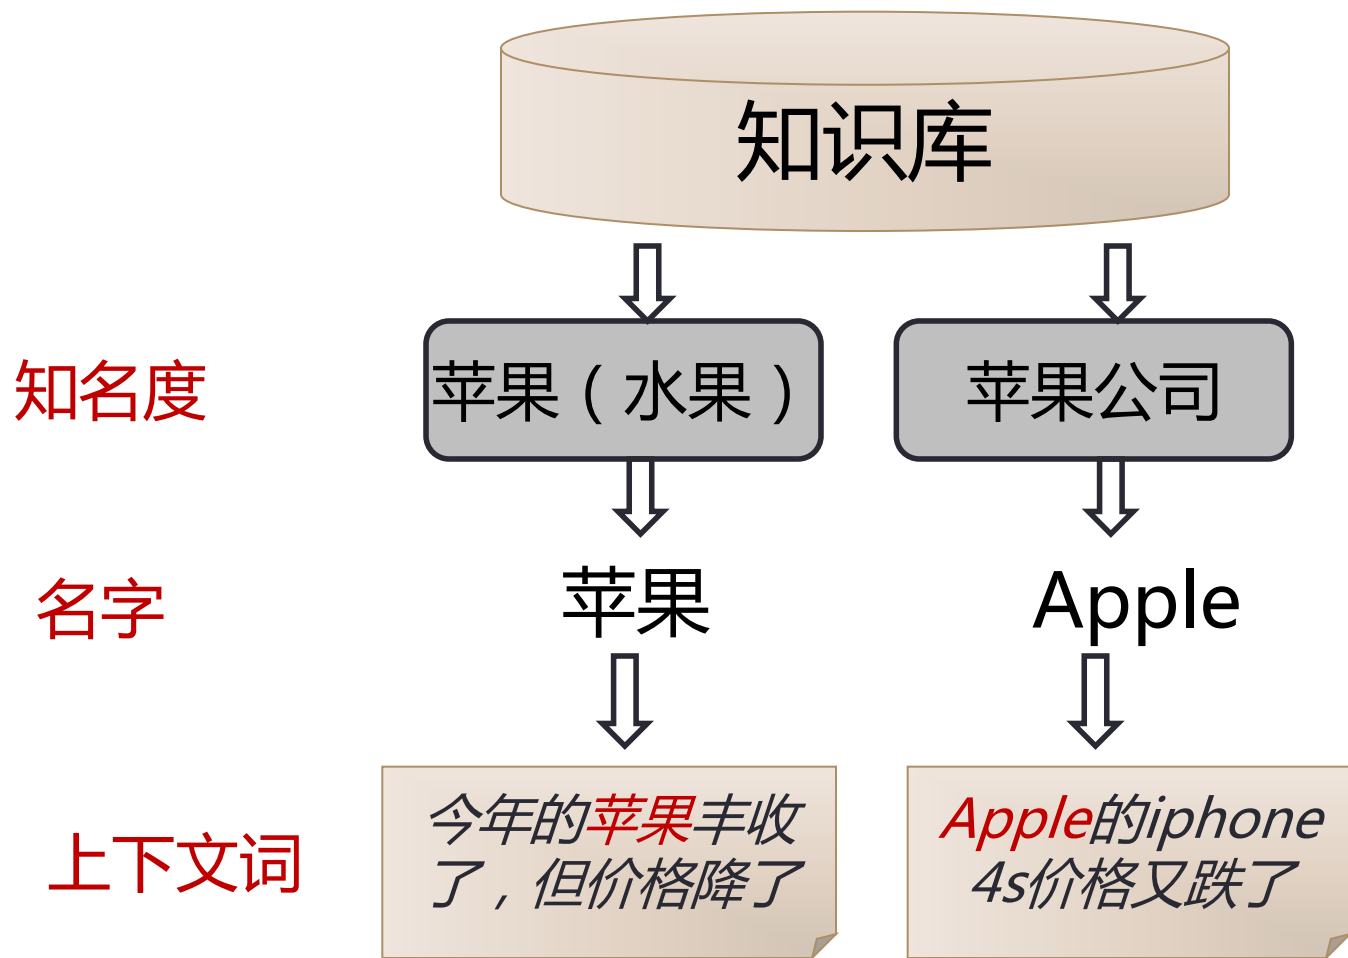 知识库
知名度
苹果（水果）
苹果公司
名字
苹果
Apple
上下文词
今年的苹果丰收
了，但价格降了
Apple的iphone
4s价格又跌了